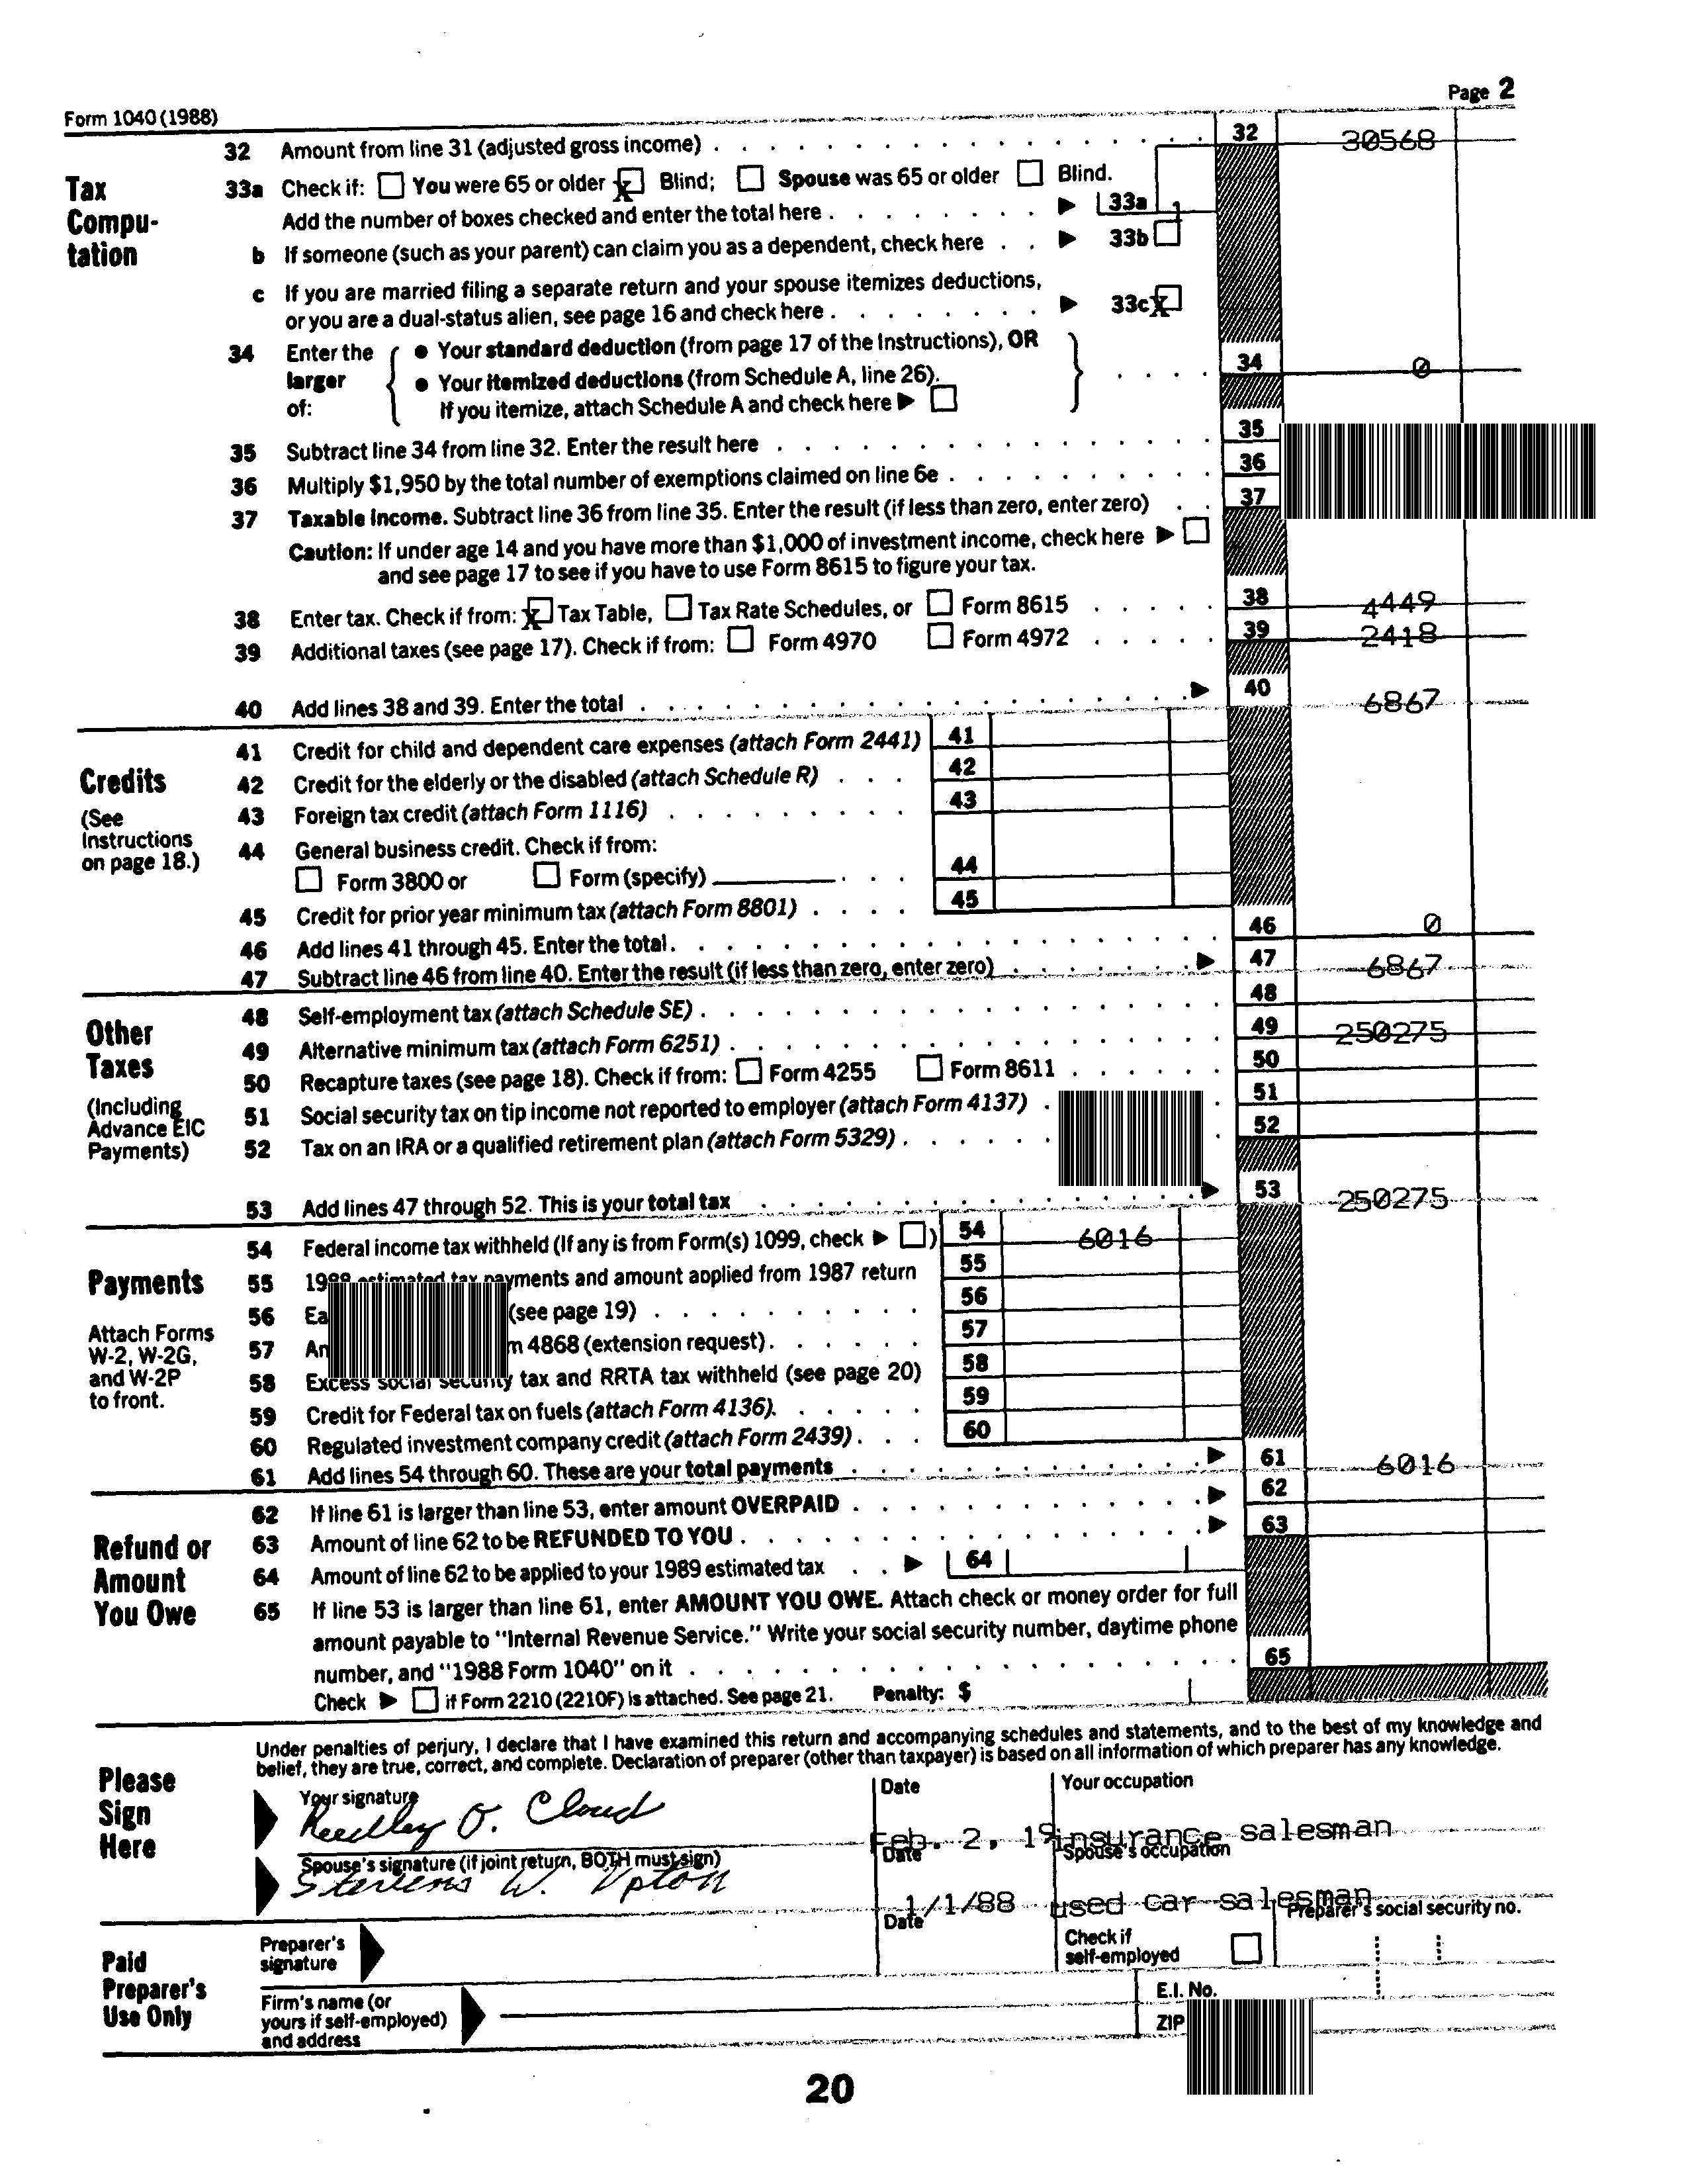 Form 1040 (1988) Page 2
Tax Compu- tation
32 Amount from line 31 (adjusted gross income) 32 30568
33a Check if: You were 65 or older X Blind; Spouse was 65 or older Blind.
Add the number of boxes checked and enter the total here 33a 1
b If someone (such as your parent) can claim you as a dependent, check here 33b
c If you are married filing a separate return and your spouse itemizes deductions,
or you are a dual-status alien, see page 16 and check here 33c X
34 Enter the larger of: { • Your standard deduction (from page 17 of the Instructions), OR
• Your itemized deductions (from Schedule A, line 26).
If you itemize, attach Schedule A and check here } 34 0
35 Subtract line 34 from line 32. Enter the result here 35
36 Multiply $1,950 by the total number of exemptions claimed on line 6e 36
37 Taxable income. Subtract line 36 from line 35. Enter the result (if less than zero, enter zero) 37
Caution: If under age 14 and you have more than $1,000 of investment income, check here
and see page 17 to see if you have to use Form 8615 to figure your tax.
38 Enter tax. Check if from: X Tax Table, Tax Rate Schedules, or Form 8615 38 4449
39 Additional taxes (see page 17). Check if from: Form 4970 Form 4972 39 2418
40 Add lines 38 and 39. Enter the total 40 6867
Credits
(See Instructions on page 18.)
41 Credit for child and dependent care expenses (attach Form 2441) 41
42 Credit for the elderly or the disabled (attach Schedule R) 42
43 Foreign tax credit (attach Form 1116) 43
44 General business credit. Check if from:
Form 3800 or Form (specify) 44
45 Credit for prior year minimum tax (attach Form 8801) 45
46 Add lines 41 through 45. Enter the total 46 0
47 Subtract line 46 from line 40. Enter the result (if less than zero, enter zero) 47 6867
Other Taxes
(Including Advance EIC Payments)
48 Self-employment tax (attach Schedule SE) 48
49 Alternative minimum tax (attach Form 6251) 49 250275
50 Recapture taxes (see page 18). Check if from: Form 4255 Form 8611 50
51 Social security tax on tip income not reported to employer (attach Form 4137) 51
52 Tax on an IRA or a qualified retirement plan (attach Form 5329) 52
53 Add lines 47 through 52. This is your total tax 53 250275
Payments
Attach Forms W-2, W-2G, and W-2P to front.
54 Federal income tax withheld (If any is from Form(s) 1099, check ) 54 6016
55 1988 estimated tax payments and amount applied from 1987 return 55
56 Ea (see page 19) 56
57 Am 4868 (extension request) 57
58 Excess social security tax and RRTA tax withheld (see page 20) 58
59 Credit for Federal tax on fuels (attach Form 4136) 59
60 Regulated investment company credit (attach Form 2439) 60
61 Add lines 54 through 60. These are your total payments 61 6016
Refund or Amount You Owe
62 If line 61 is larger than line 53, enter amount OVERPAID 62
63 Amount of line 62 to be REFUNDED TO YOU 63
64 Amount of line 62 to be applied to your 1989 estimated tax 64
65 If line 53 is larger than line 61, enter AMOUNT YOU OWE. Attach check or money order for full
amount payable to "Internal Revenue Service." Write your social security number, daytime phone
number, and "1988 Form 1040" on it 65
Check if Form 2210 (2210F) is attached. See page 21. Penalty: $
Please Sign Here
Under penalties of perjury, I declare that I have examined this return and accompanying schedules and statements, and to the best of my knowledge and
belief, they are true, correct, and complete. Declaration of preparer (other than taxpayer) is based on all information of which preparer has any knowledge.
Your signature Date Your occupation
Reedley O. Cloud Feb. 2, 19 insurance salesman
Spouse's signature (if joint return, BOTH must sign) Date Spouse's occupation
Stevens W. Upton 1/1/88 used car salesman
Paid Preparer's Use Only
Preparer's signature Date Check if self-employed Preparer's social security no.
Firm's name (or yours if self-employed) and address E.I. No.
ZIP
20